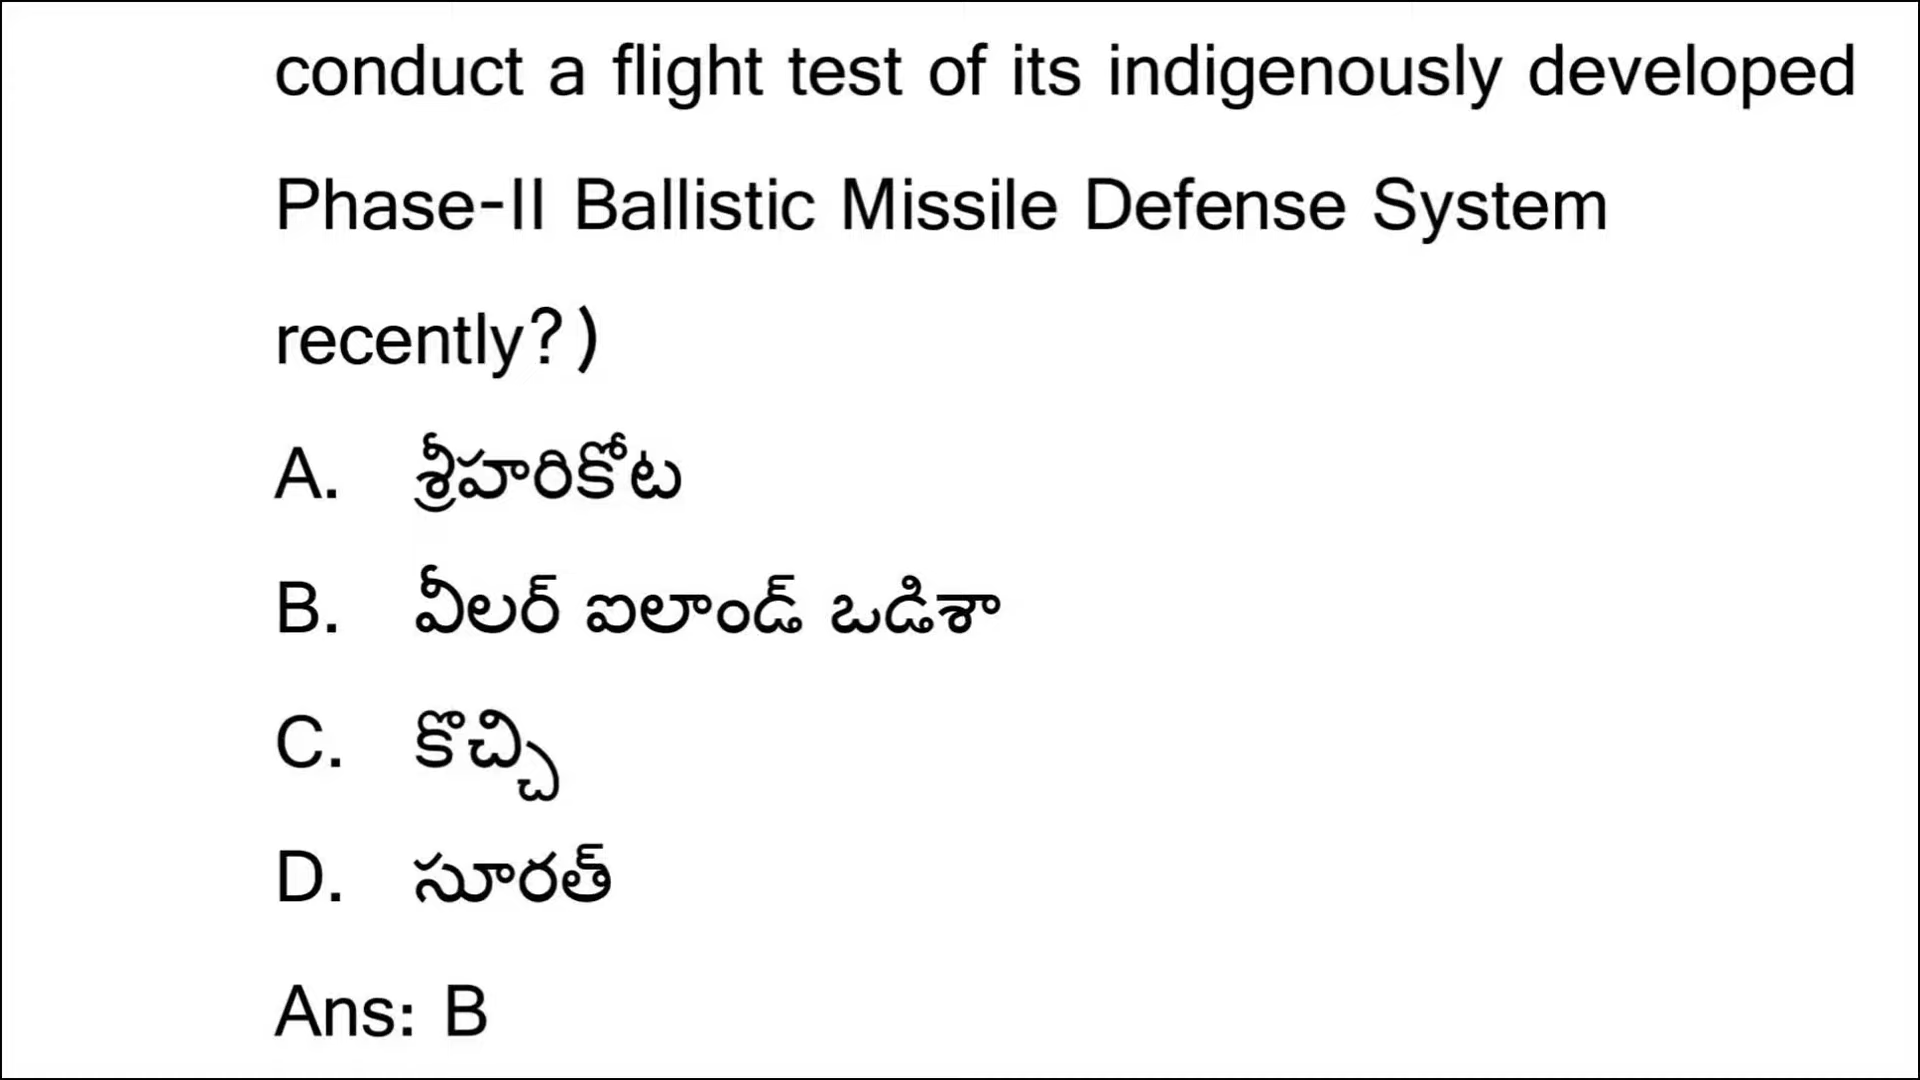 conduct a flight test of its indigenously developed
Phase-II Ballistic Missile Defense System
recently?)
A. శ్రీహరికోట
B. వీలర్ ఐలాండ్ ఒడిశా
C. కొచ్చి
D. సూరత్
Ans: B